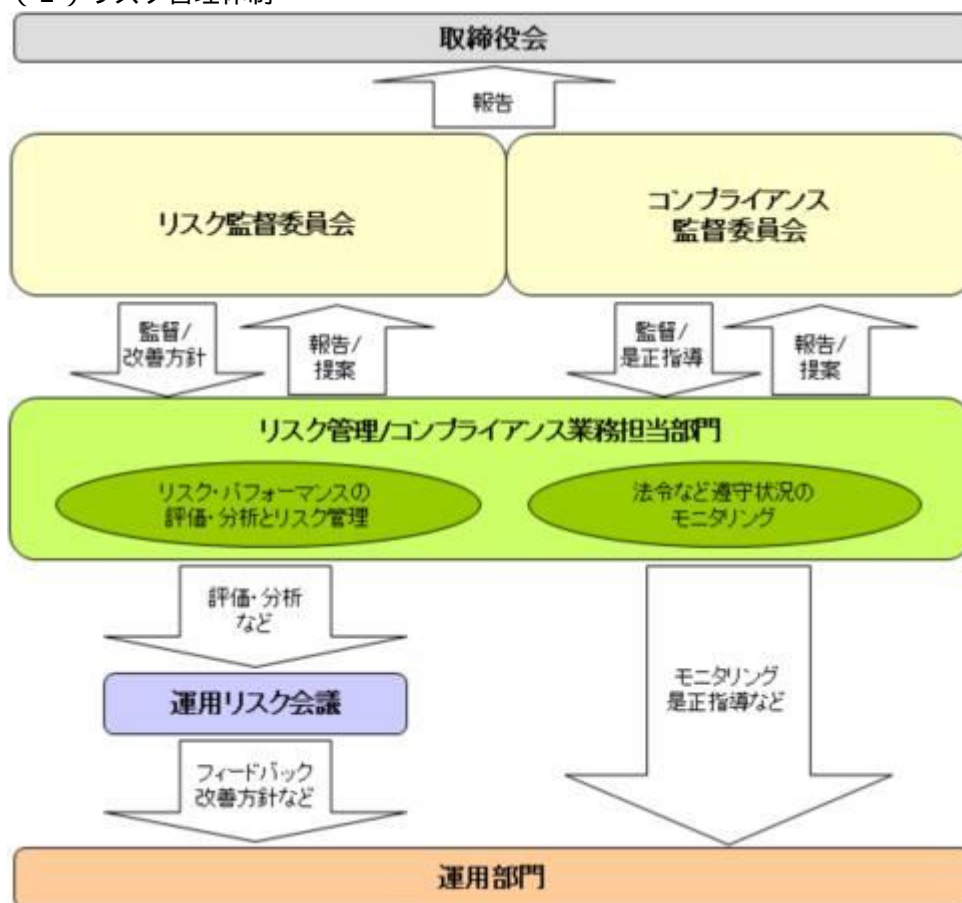 取締役会
報告
リスク監督委員会
コンプライアンス
監督委員会
監督/
改善方針
報告/
提案
監督/
是正指導
報告/
提案
リスク管理/コンプライアンス業務担当部門
リスク・パフォーマンスの
評価・分析とリスク管理
法令など遵守状況の
モニタリング
評価・分析
など
運用リスク会議
モニタリング
是正指導など
フィードバック
改善方針など
運用部門